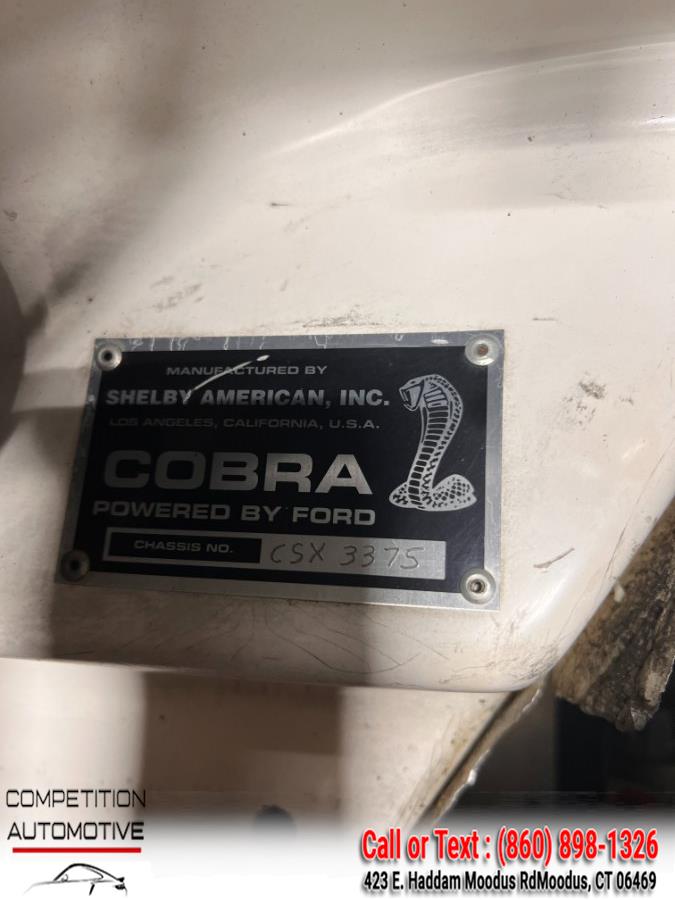 MANUFACTURED BY
SHELBY AMERICAN, INC.
LOS ANGELES, CALIFORNIA, U.S.A.
COBRA
POWERED BY FORD
CHASSIS NO. CSX 3375
COMPETITION
AUTOMOTIVE
Call or Text : (860) 898-1326
423 E. Haddam Moodus RdMoodus, CT 06469